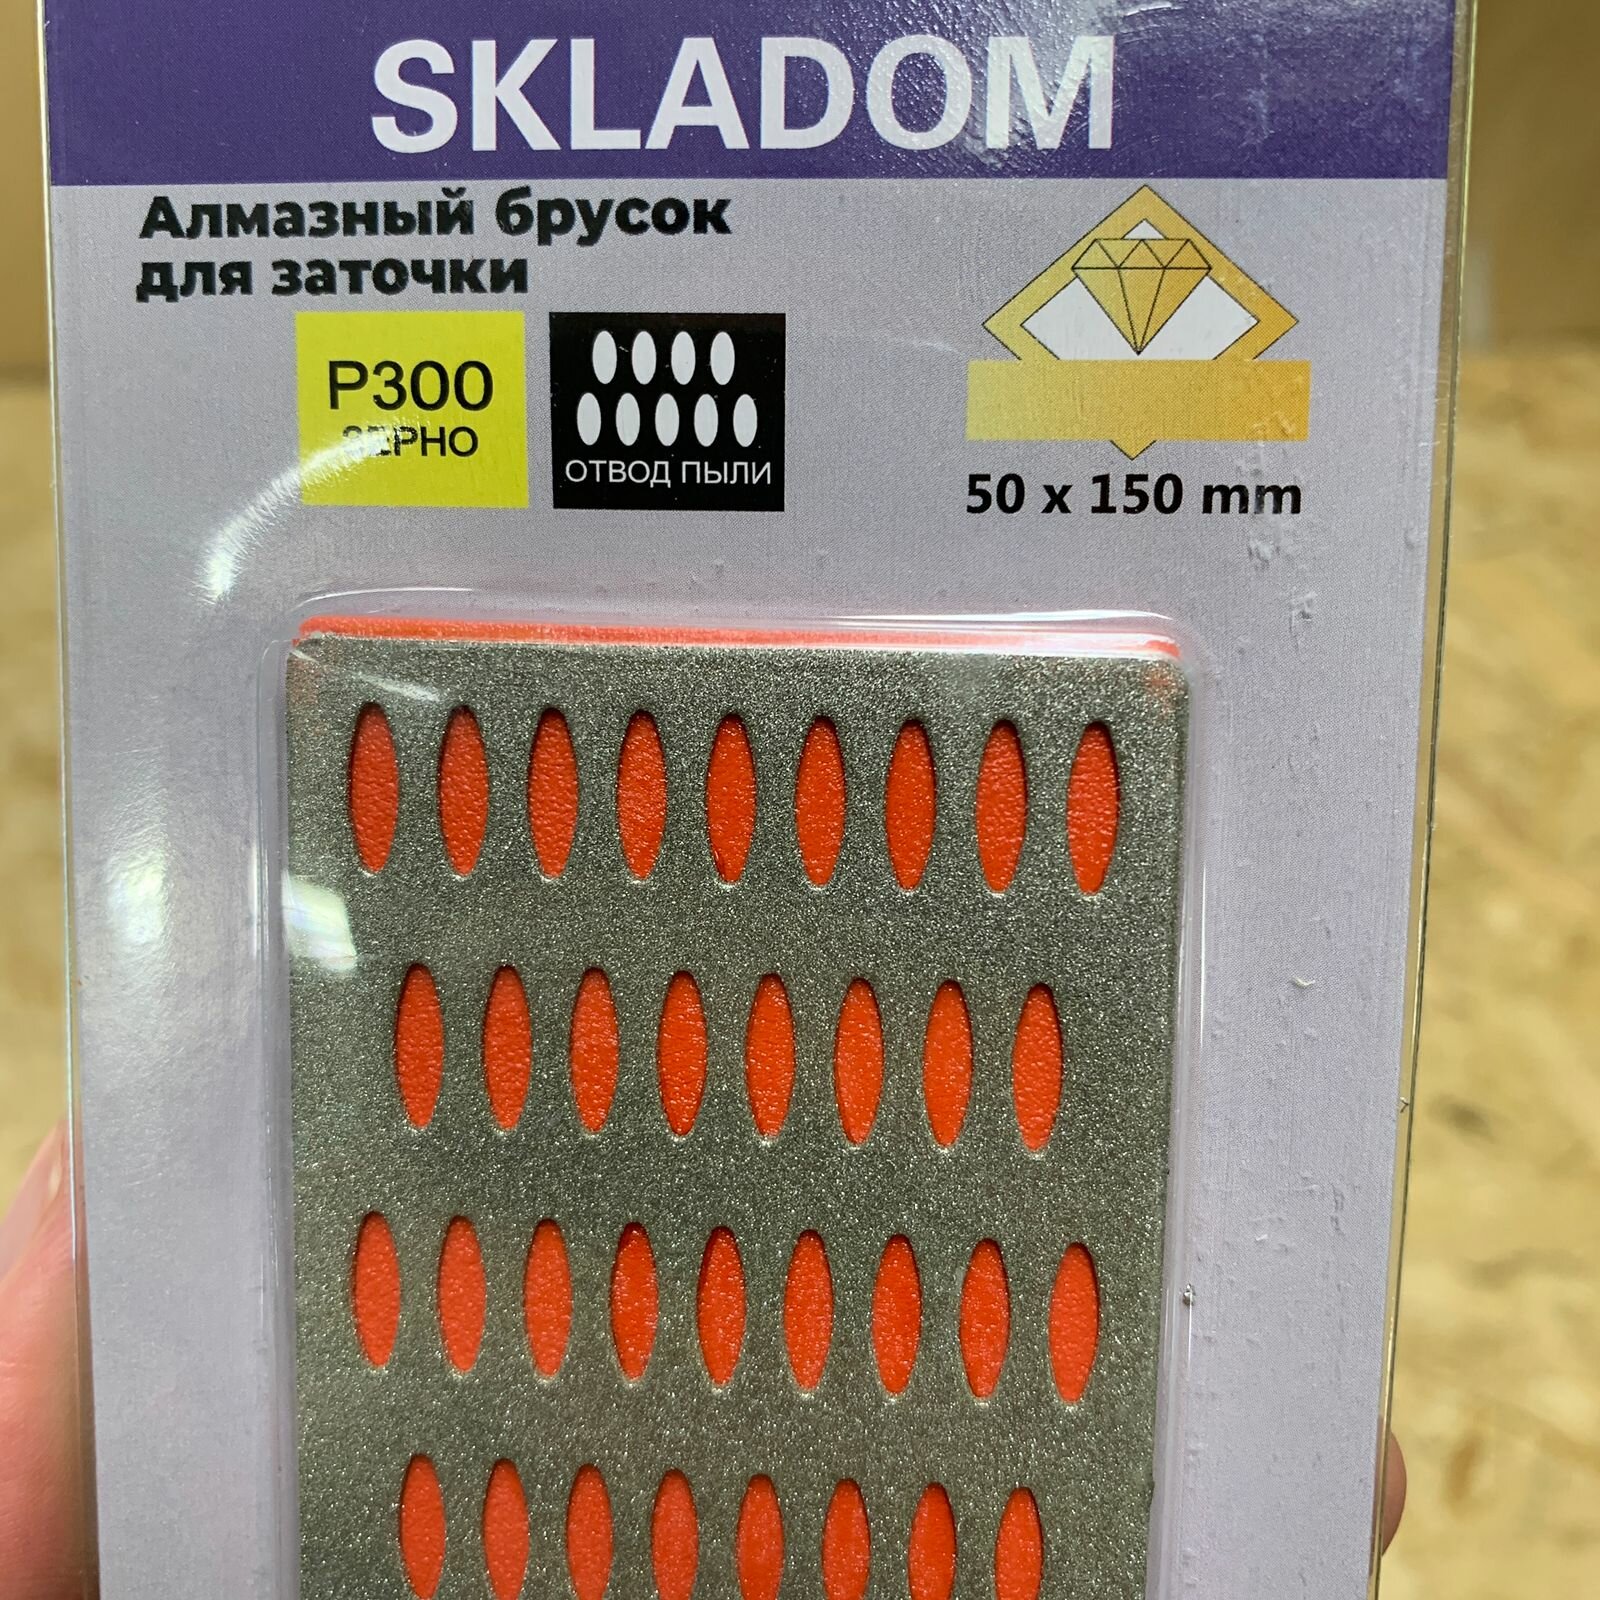 SKLADOM
Алмазный брусок
для заточки
P300
ЗЕРНО
ОТВОД ПЫЛИ
50 x 150 mm